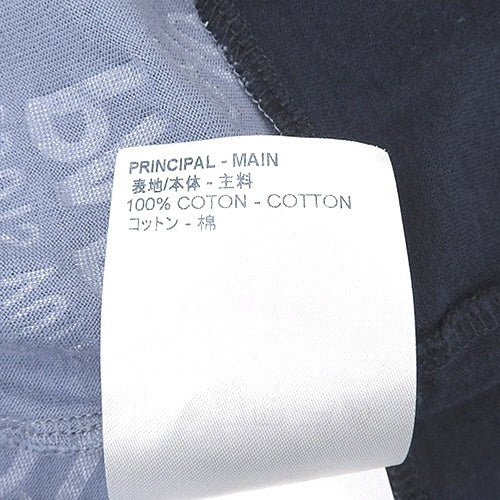 PRINCIPAL - MAIN
表地/本体 - 主料
100% COTON - COTTON
コットン - 棉